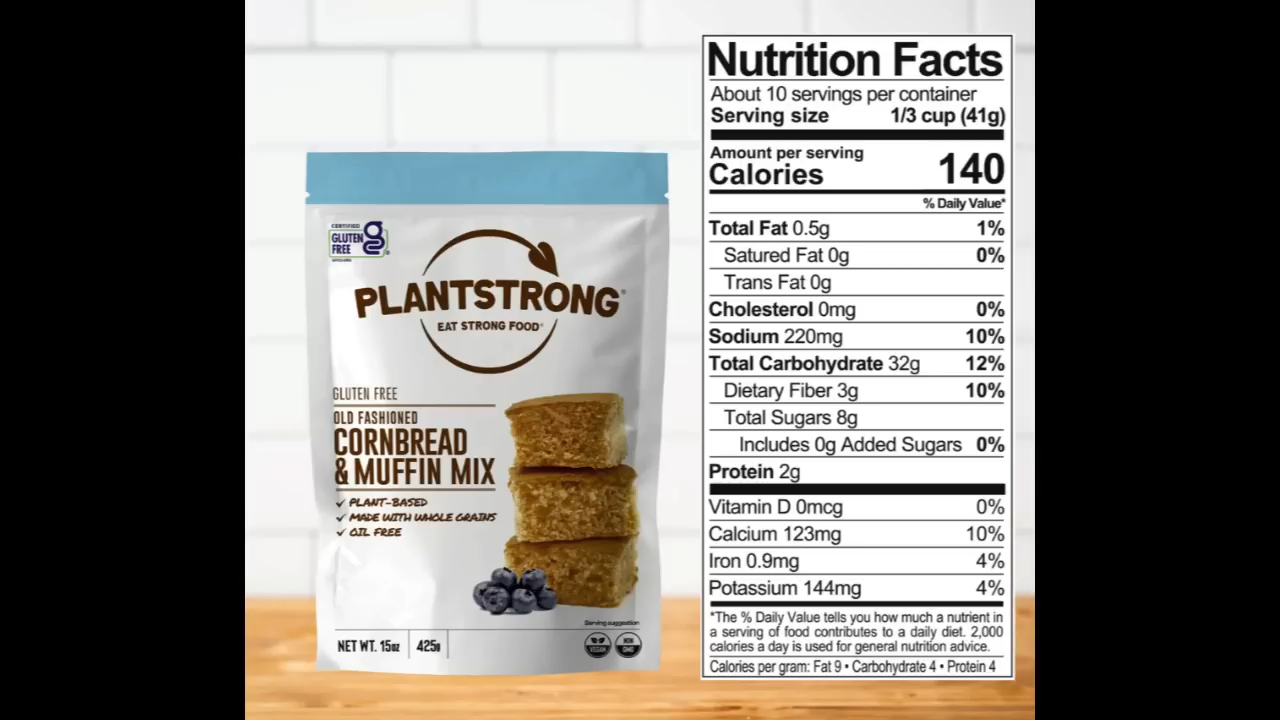 CERTIFIED
GLUTEN
FREE
PLANTSTRONG®
EAT STRONG FOOD®
GLUTEN FREE
OLD FASHIONED
CORNBREAD
& MUFFIN MIX
✓ PLANT-BASED
✓ MADE WITH WHOLE GRAINS
✓ OIL FREE
Serving suggestion
NET WT. 15oz 425g
VEGAN
NON
GMO
Nutrition Facts
About 10 servings per container
Serving size 1/3 cup (41g)
Amount per serving
Calories 140
% Daily Value*
Total Fat 0.5g 1%
Satured Fat 0g 0%
Trans Fat 0g
Cholesterol 0mg 0%
Sodium 220mg 10%
Total Carbohydrate 32g 12%
Dietary Fiber 3g 10%
Total Sugars 8g
Includes 0g Added Sugars 0%
Protein 2g
Vitamin D 0mcg 0%
Calcium 123mg 10%
Iron 0.9mg 4%
Potassium 144mg 4%
*The % Daily Value tells you how much a nutrient in
a serving of food contributes to a daily diet. 2,000
calories a day is used for general nutrition advice.
Calories per gram: Fat 9 • Carbohydrate 4 • Protein 4